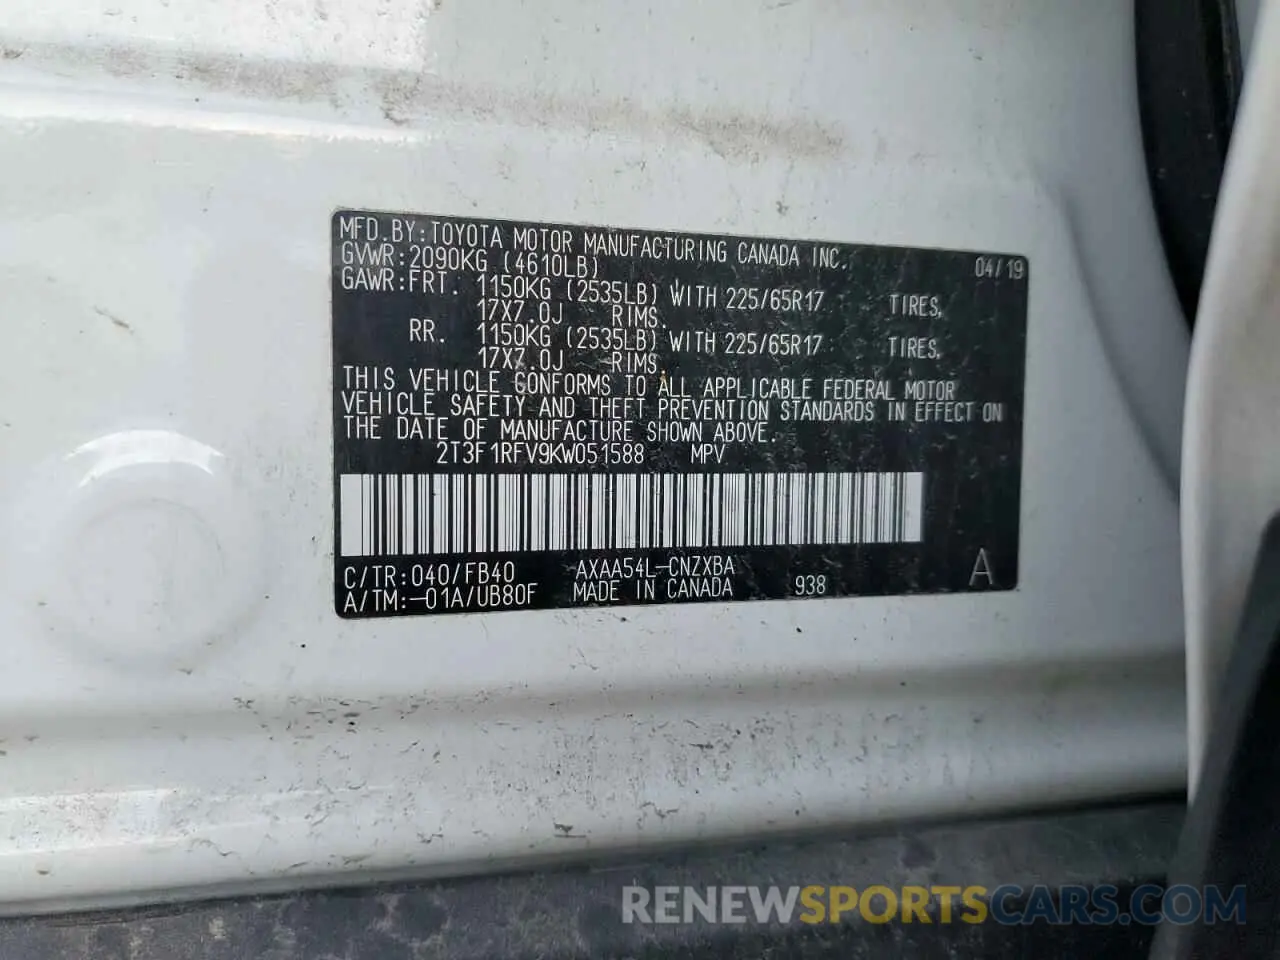 MFD.BY:TOYOTA MOTOR MANUFACTURING CANADA INC. 04/19
GVWR:2090KG (4610LB)
GAWR:FRT. 1150KG (2535LB) WITH 225/65R17 TIRES,
17X7.0J RIMS.
RR. 1150KG (2535LB) WITH 225/65R17 TIRES,
17X7.0J RIMS.
THIS VEHICLE CONFORMS TO ALL APPLICABLE FEDERAL MOTOR
VEHICLE SAFETY AND THEFT PREVENTION STANDARDS IN EFFECT ON
THE DATE OF MANUFACTURE SHOWN ABOVE.
2T3F1RFV9KW051588 MPV
C/TR:040/FB40 AXAA54L-CNZXBA
A/TM:-01A/UB80F MADE IN CANADA 938 A
RENEWSPORTSCARS.COM